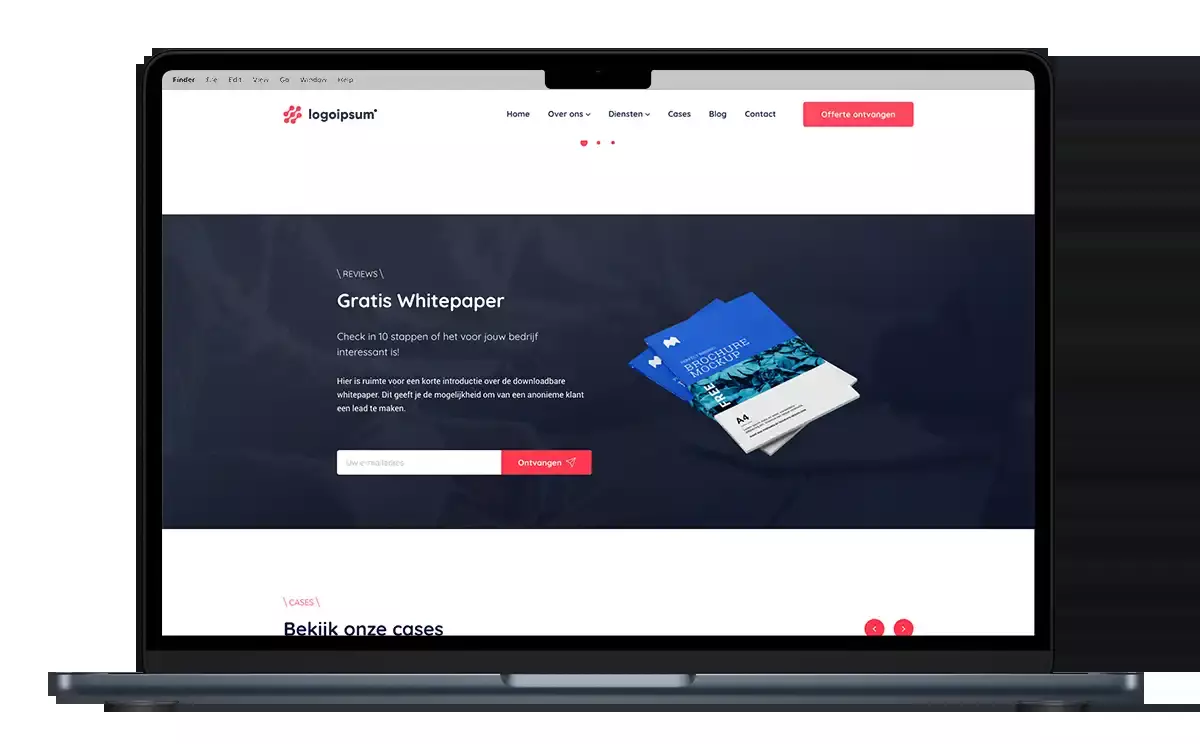 Finder File Edit View Go Window Help
logoipsum
Home Over ons Diensten Cases Blog Contact Offerte ontvangen
\ REVIEWS \
Gratis Whitepaper
Check in 10 stappen of het voor jouw bedrijf
interessant is!
Hier is ruimte voor een korte introductie over de downloadbare
whitepaper. Dit geeft je de mogelijkheid om van een anonieme klant
een lead te maken.
Ontvangen
BROCHURE
MOCKUP
FREE
A4
\ CASES \
Bekijk onze cases